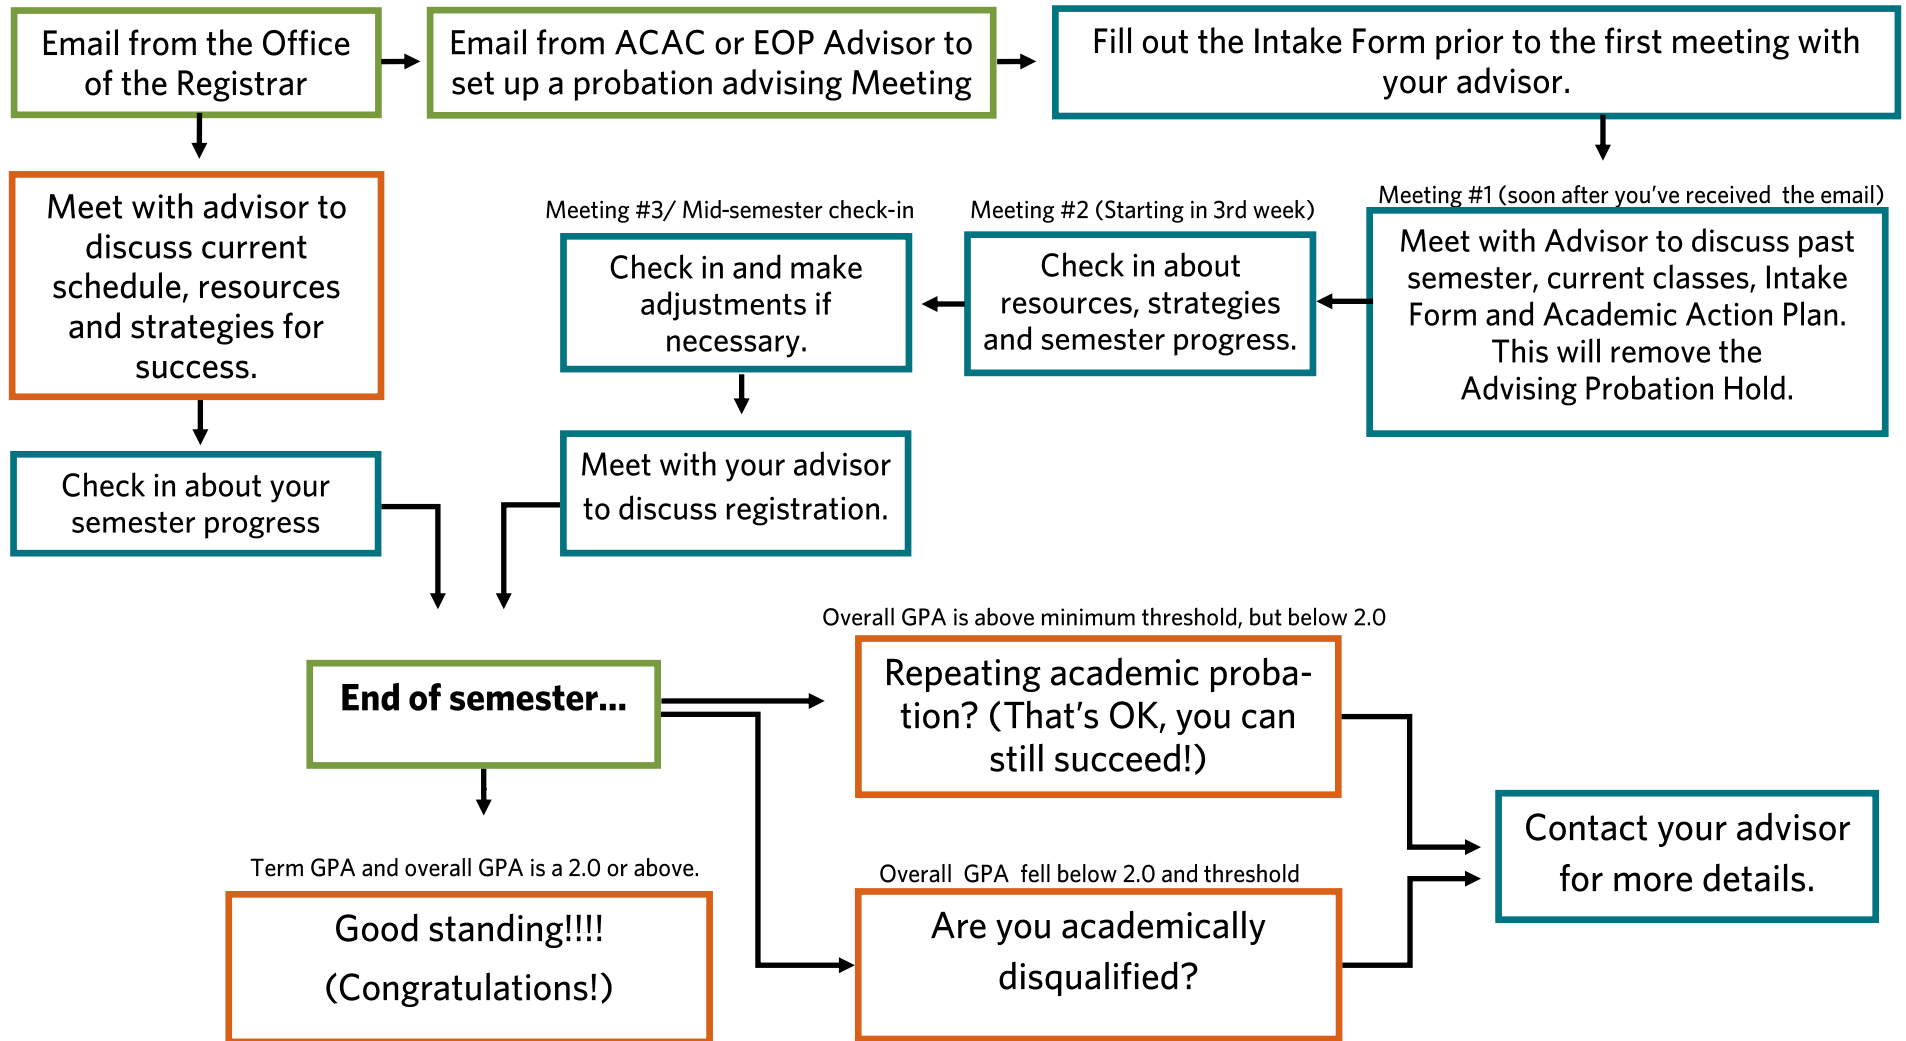 Email from the Office
of the Registrar
Email from ACAC or EOP Advisor to
set up a probation advising Meeting
Fill out the Intake Form prior to the first meeting with
your advisor.
Meet with advisor to
discuss current
schedule, resources
and strategies for
success.
Meeting #3/ Mid-semester check-in
Check in and make
adjustments if
necessary.
Meeting #2 (Starting in 3rd week)
Check in about
resources, strategies
and semester progress.
Meeting #1 (soon after you've received  the email)
Meet with Advisor to discuss past
semester, current classes, Intake
Form and Academic Action Plan.
This will remove the
Advising Probation Hold.
Check in about your
semester progress
Meet with your advisor
to discuss registration.
End of semester...
Overall GPA is above minimum threshold, but below 2.0
Repeating academic proba-
tion? (That's OK, you can
still succeed!)
Term GPA and overall GPA is a 2.0 or above.
Good standing!!!!
(Congratulations!)
Overall  GPA  fell below 2.0 and threshold
Are you academically
disqualified?
Contact your advisor
for more details.